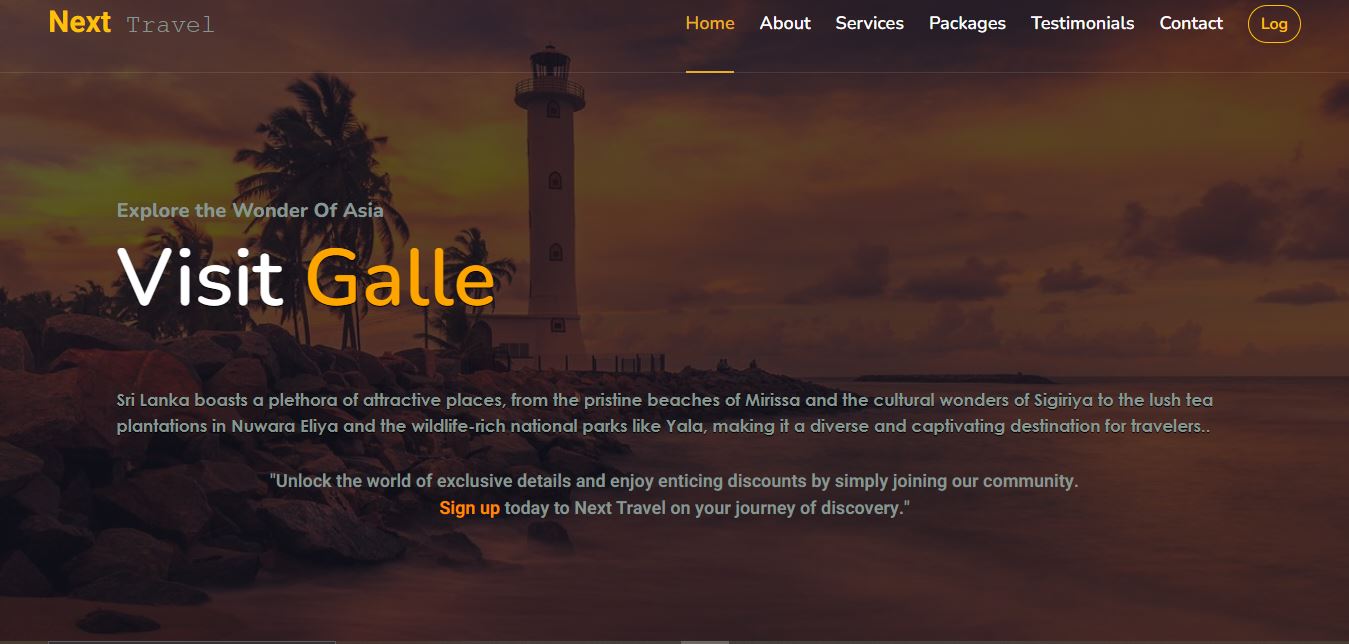 Next Travel
Home About Services Packages Testimonials Contact Log
Explore the Wonder Of Asia
Visit Galle
Sri Lanka boasts a plethora of attractive places, from the pristine beaches of Mirissa and the cultural wonders of Sigiriya to the lush tea
plantations in Nuwara Eliya and the wildlife-rich national parks like Yala, making it a diverse and captivating destination for travelers..
"Unlock the world of exclusive details and enjoy enticing discounts by simply joining our community.
Sign up today to Next Travel on your journey of discovery."